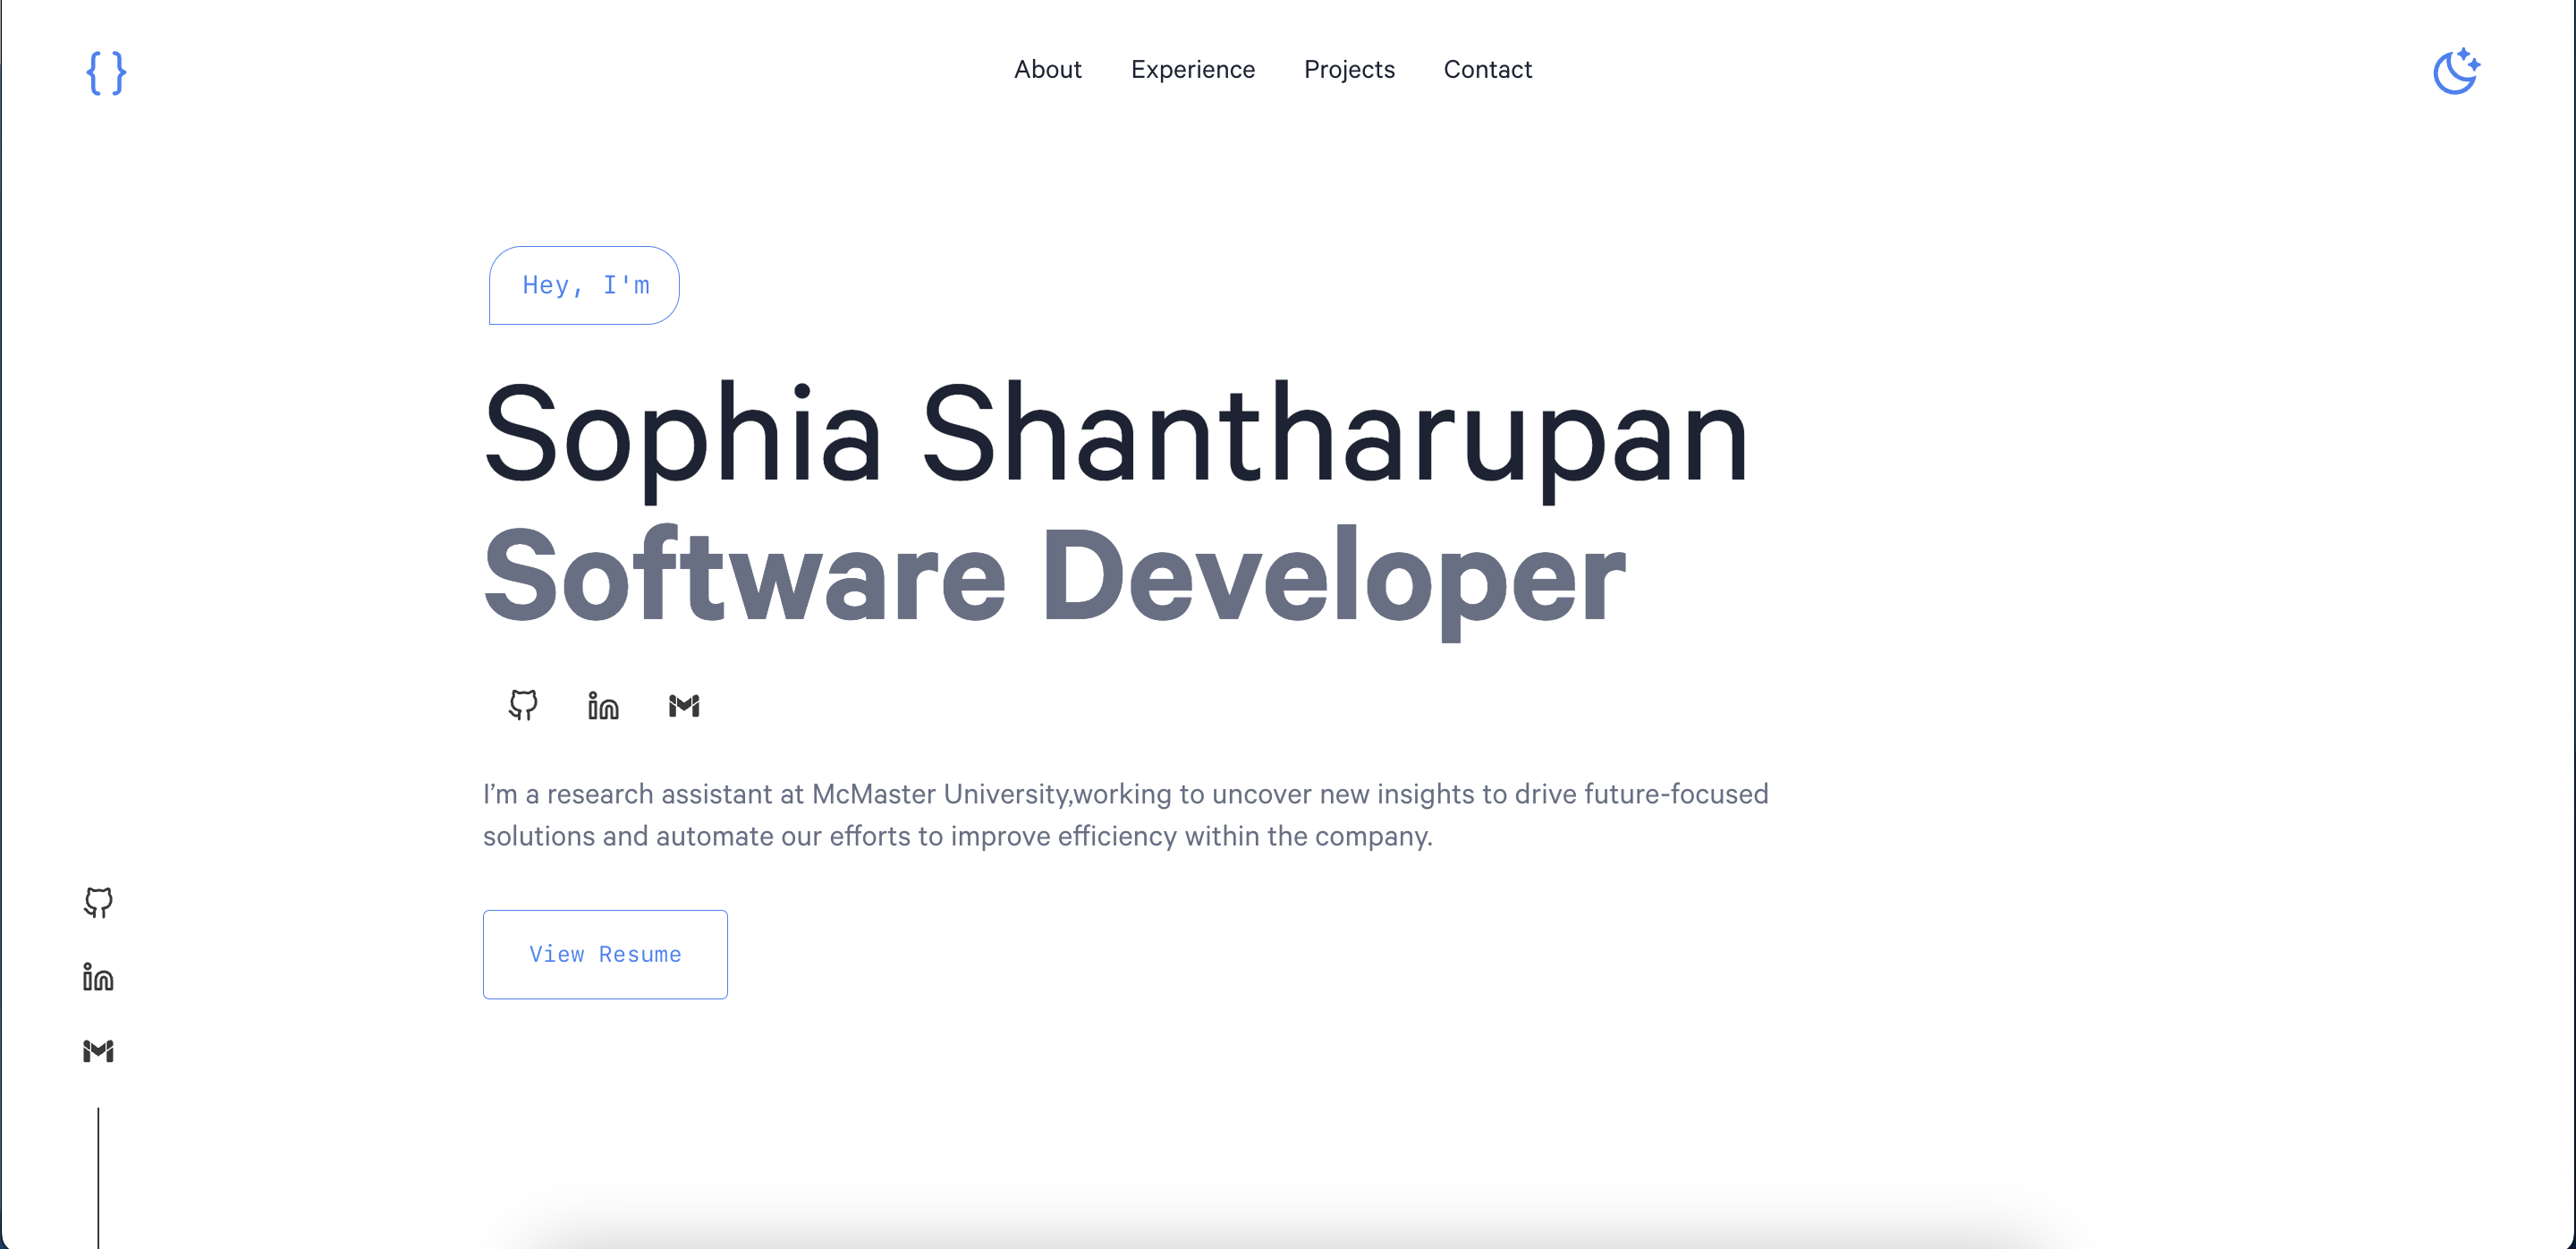 { }
About Experience Projects Contact
Hey, I'm
Sophia Shantharupan
Software Developer
I’m a research assistant at McMaster University,working to uncover new insights to drive future-focused
solutions and automate our efforts to improve efficiency within the company.
View Resume